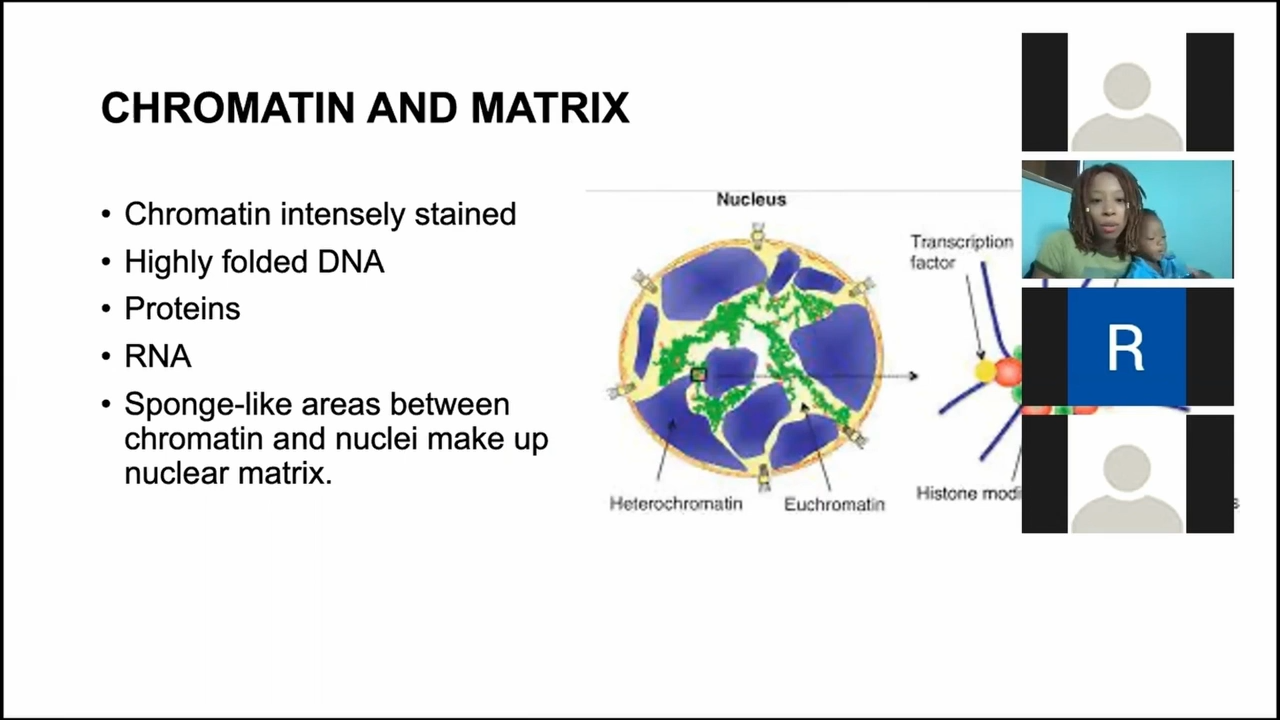 CHROMATIN AND MATRIX
• Chromatin intensely stained
• Highly folded DNA
• Proteins
• RNA
• Sponge-like areas between
chromatin and nuclei make up
nuclear matrix.
Nucleus
Transcription
factor
Heterochromatin
Euchromatin
Histone
R